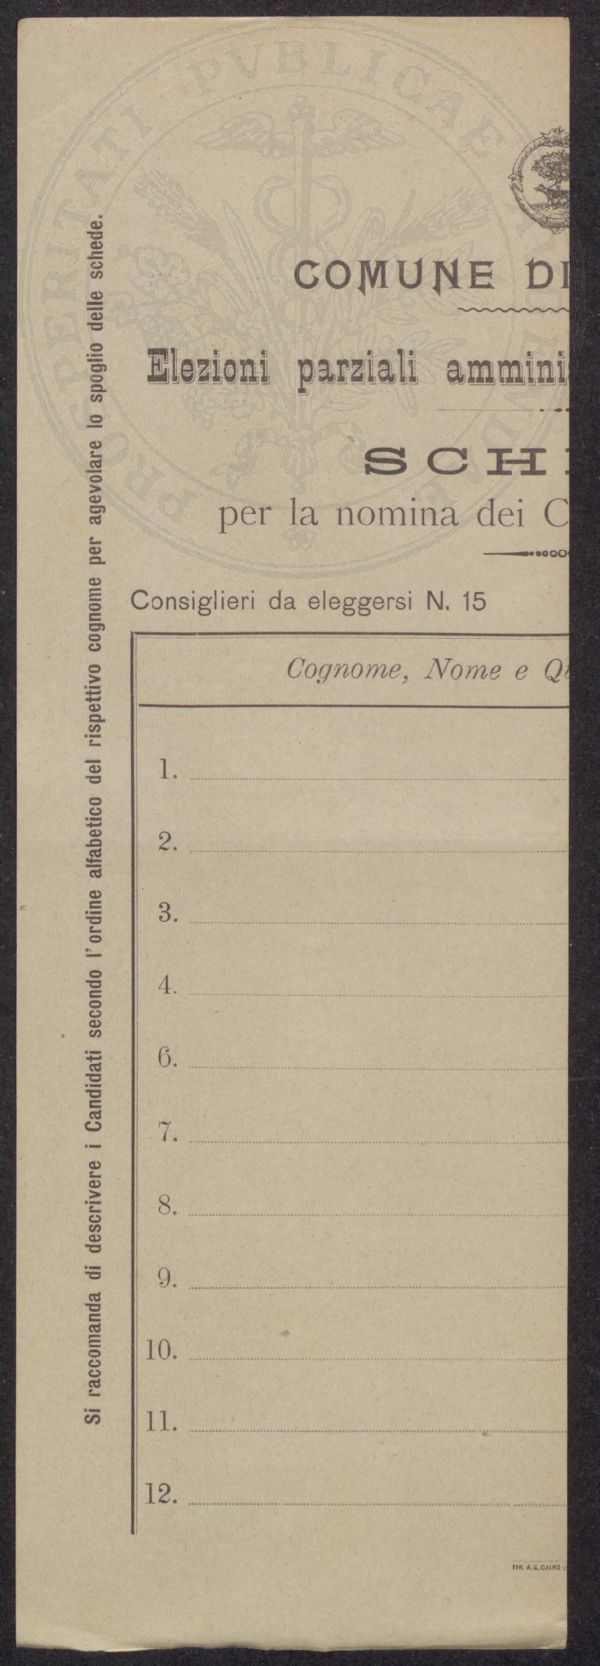 PROSPERITATI PVBLICAE
COMUNE DI
Elezioni parziali ammini
SCH
per la nomina dei C
Consiglieri da eleggersi N. 15
Cognome, Nome e Qu
1.
2.
3.
4.
6.
7.
8.
9.
10.
11.
12.
Si raccomanda di descrivere i Candidati secondo l'ordine alfabetico del rispettivo cognome per agevolare lo spoglio delle schede.